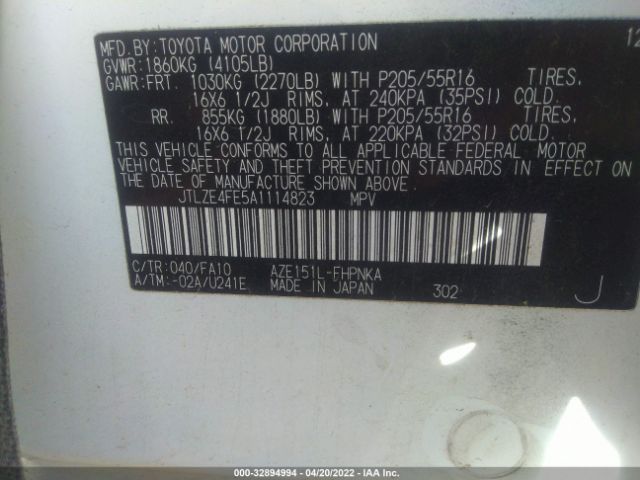 MFD.BY:TOYOTA MOTOR CORPORATION 12
GVWR:1860KG (4105LB)
GAWR:FRT. 1030KG (2270LB) WITH P205/55R16 TIRES,
16X6 1/2J RIMS, AT 240KPA (35PSI) COLD.
RR. 855KG (1880LB) WITH P205/55R16 TIRES,
16X6 1/2J RIMS, AT 220KPA (32PSI) COLD.
THIS VEHICLE CONFORMS TO ALL APPLICABLE FEDERAL MOTOR
VEHICLE SAFETY AND THEFT PREVENTION STANDARDS IN EFFECT ON
THE DATE OF MANUFACTURE SHOWN ABOVE.
JTLZE4FE5A1114823 MPV
C/TR:040/FA10 AZE151L-FHPNKA
A/TM:-02A/U241E MADE IN JAPAN 302 J
000-32894994 - 04/20/2022 - IAA Inc.